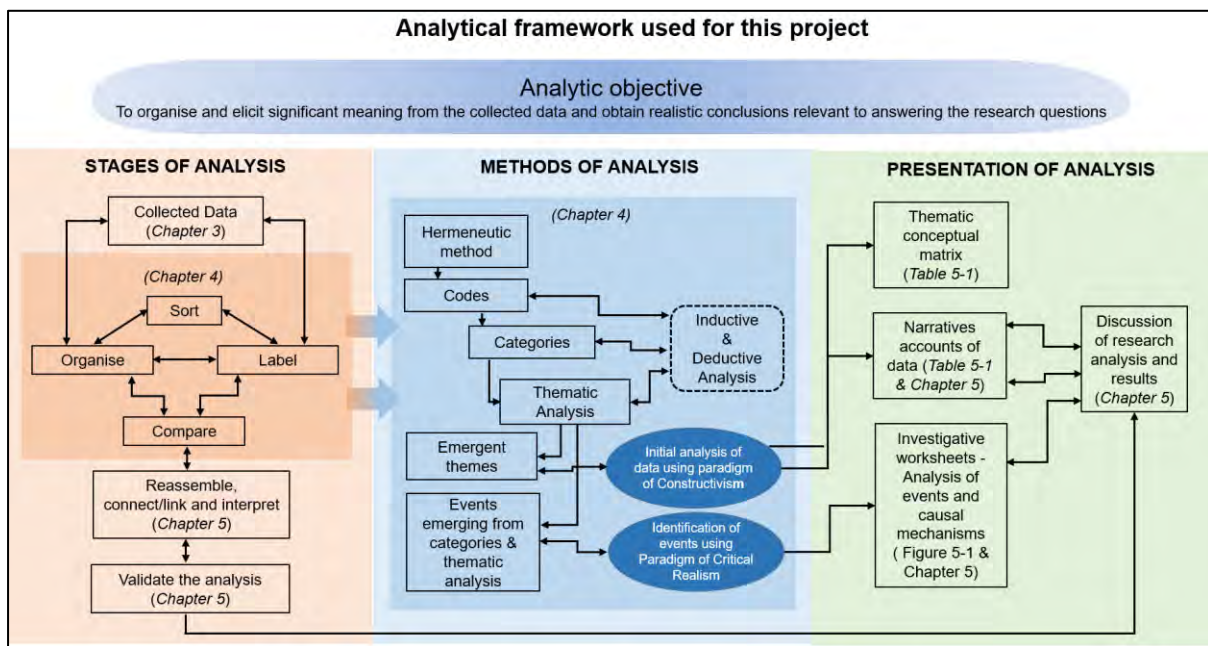 Analytical framework used for this project
Analytic objective
To organise and elicit significant meaning from the collected data and obtain realistic conclusions relevant to answering the research questions
STAGES OF ANALYSIS
Collected Data
(Chapter 3)
(Chapter 4)
Sort
Organise
Label
Compare
Reassemble,
connect/link and interpret
(Chapter 5)
Validate the analysis
(Chapter 5)
METHODS OF ANALYSIS
(Chapter 4)
Hermeneutic
method
Codes
Categories
Thematic
Analysis
Inductive
&
Deductive
Analysis
Emergent
themes
Initial analysis of
data using paradigm
of Constructivism
Events
emerging from
categories &
thematic
analysis
Identification of
events using
Paradigm of Critical
Realism
PRESENTATION OF ANALYSIS
Thematic
conceptual
matrix
(Table 5-1)
Narratives
accounts of
data (Table 5-1
& Chapter 5)
Investigative
worksheets -
Analysis of
events and
causal
mechanisms
( Figure 5-1 &
Chapter 5)
Discussion
of research
analysis and
results
(Chapter 5)